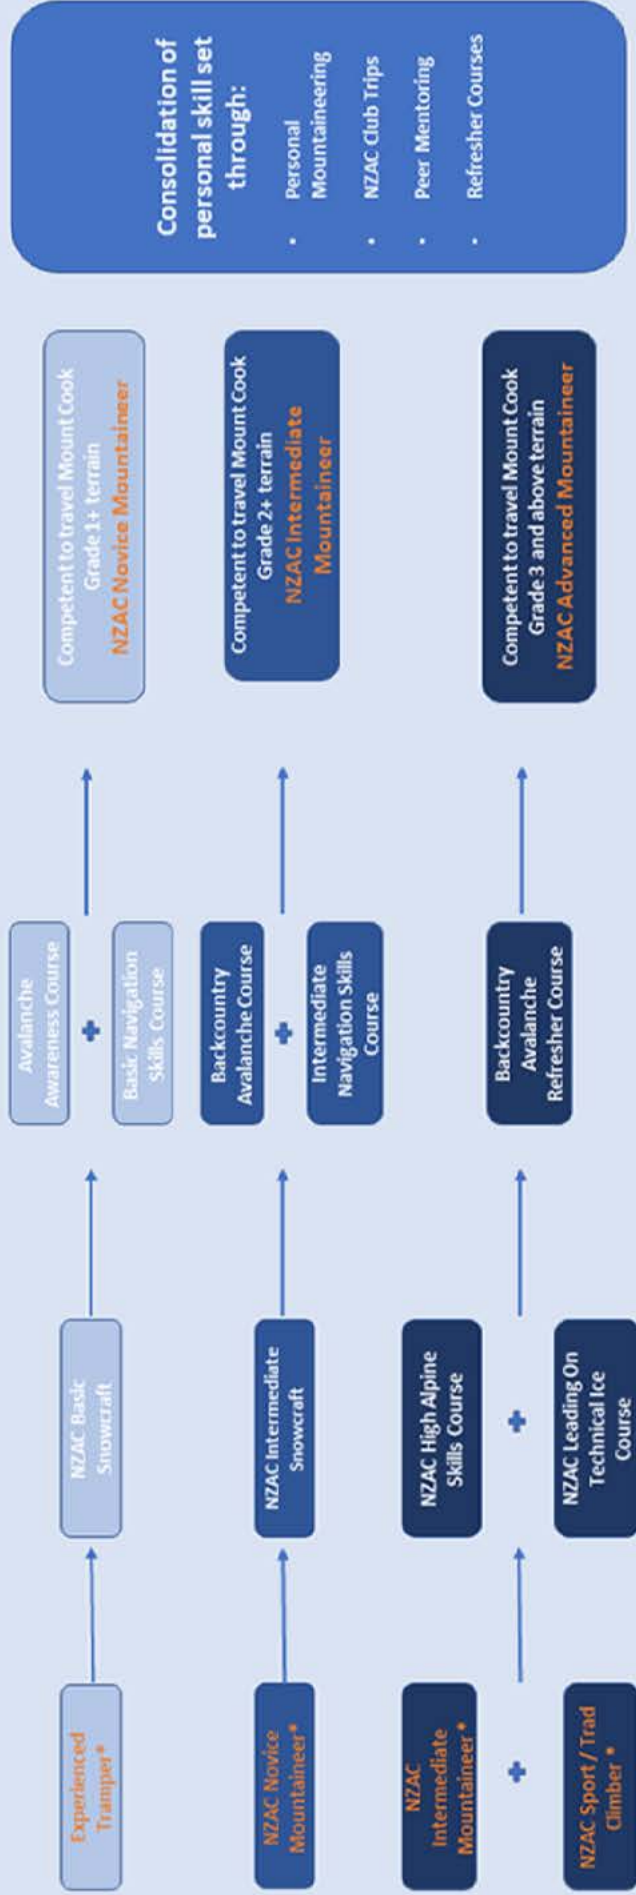 Experienced
Tramper*
NZAC Basic
Snowcraft
Avalanche
Awareness Course
+
Basic Navigation
Skills Course
Competent to travel Mount Cook
Grade 1+ terrain
NZAC Novice Mountaineer
NZAC Novice
Mountaineer*
NZAC Intermediate
Snowcraft
Backcountry
Avalanche Course
+
Intermediate
Navigation Skills
Course
Competent to travel Mount Cook
Grade 2+ terrain
NZAC Intermediate
Mountaineer
NZAC
Intermediate
Mountaineer*
+
NZAC Sport / Trad
Climber *
NZAC High Alpine
Skills Course
+
NZAC Leading On
Technical Ice
Course
Backcountry
Avalanche
Refresher Course
Competent to travel Mount Cook
Grade 3 and above terrain
NZAC Advanced Mountaineer
Consolidation of
personal skill set
through:
• Personal
Mountaineering
• NZAC Club Trips
• Peer Mentoring
• Refresher Courses